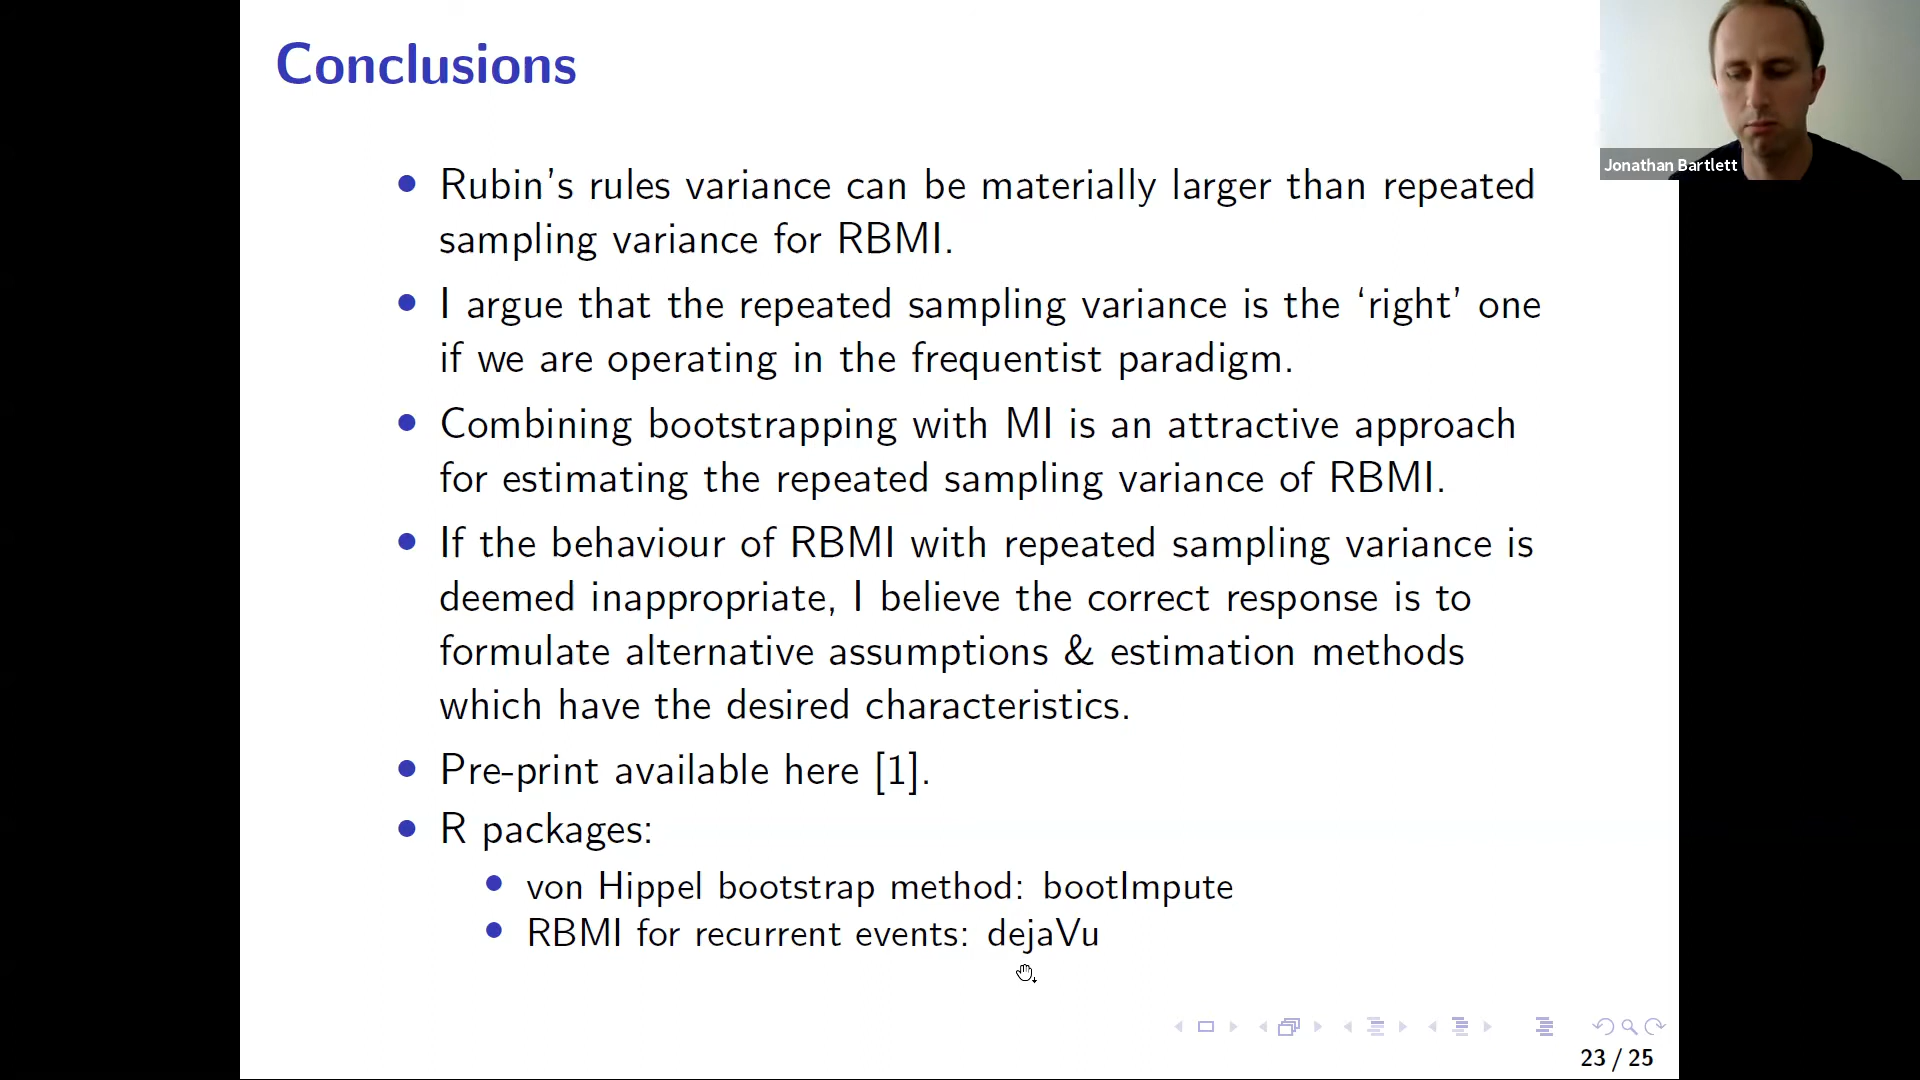 Conclusions
Jonathan Bartlett
• Rubin's rules variance can be materially larger than repeated
sampling variance for RBMI.
• I argue that the repeated sampling variance is the ‘right’ one
if we are operating in the frequentist paradigm.
• Combining bootstrapping with MI is an attractive approach
for estimating the repeated sampling variance of RBMI.
• If the behaviour of RBMI with repeated sampling variance is
deemed inappropriate, I believe the correct response is to
formulate alternative assumptions & estimation methods
which have the desired characteristics.
• Pre-print available here [1].
• R packages:
• von Hippel bootstrap method: bootImpute
• RBMI for recurrent events: dejaVu
23 / 25